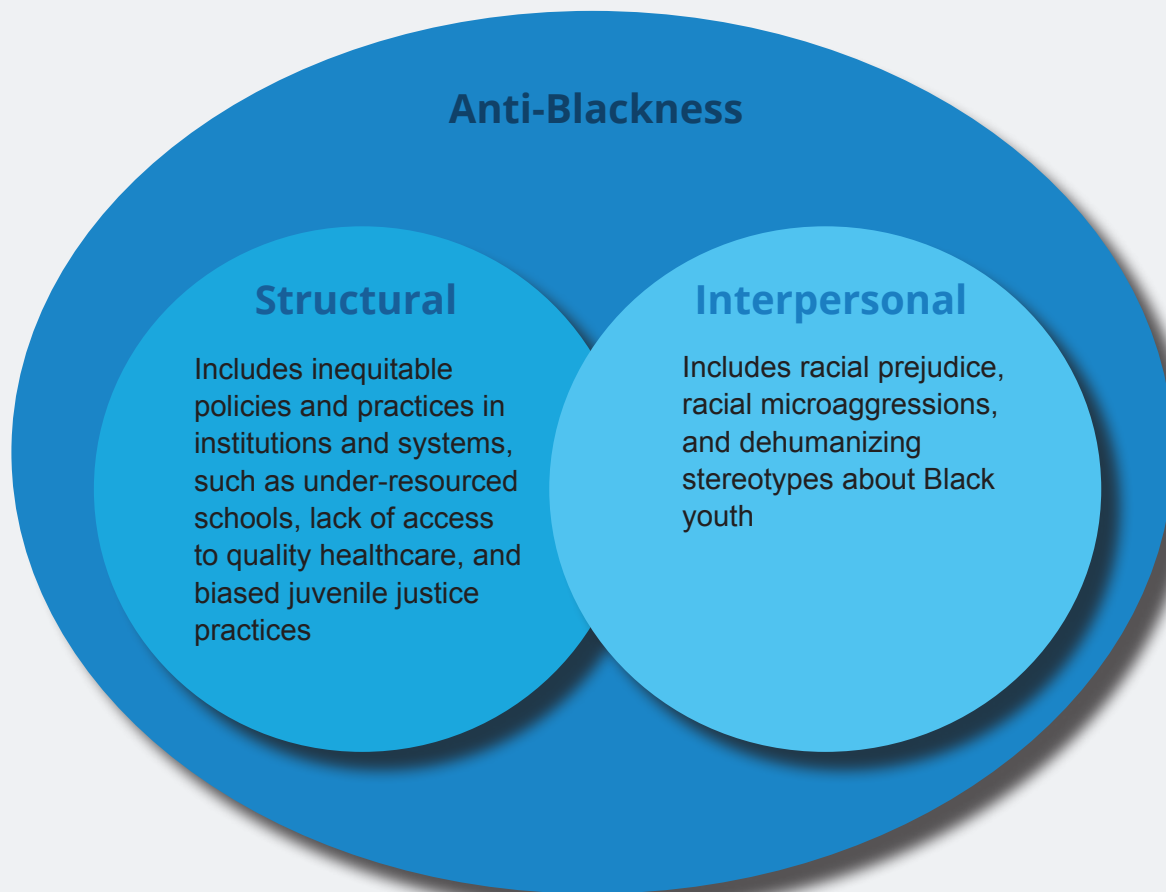 Anti-Blackness
Structural
Includes inequitable
policies and practices in
institutions and systems,
such as under-resourced
schools, lack of access
to quality healthcare, and
biased juvenile justice
practices
Interpersonal
Includes racial prejudice,
racial microaggressions,
and dehumanizing
stereotypes about Black
youth